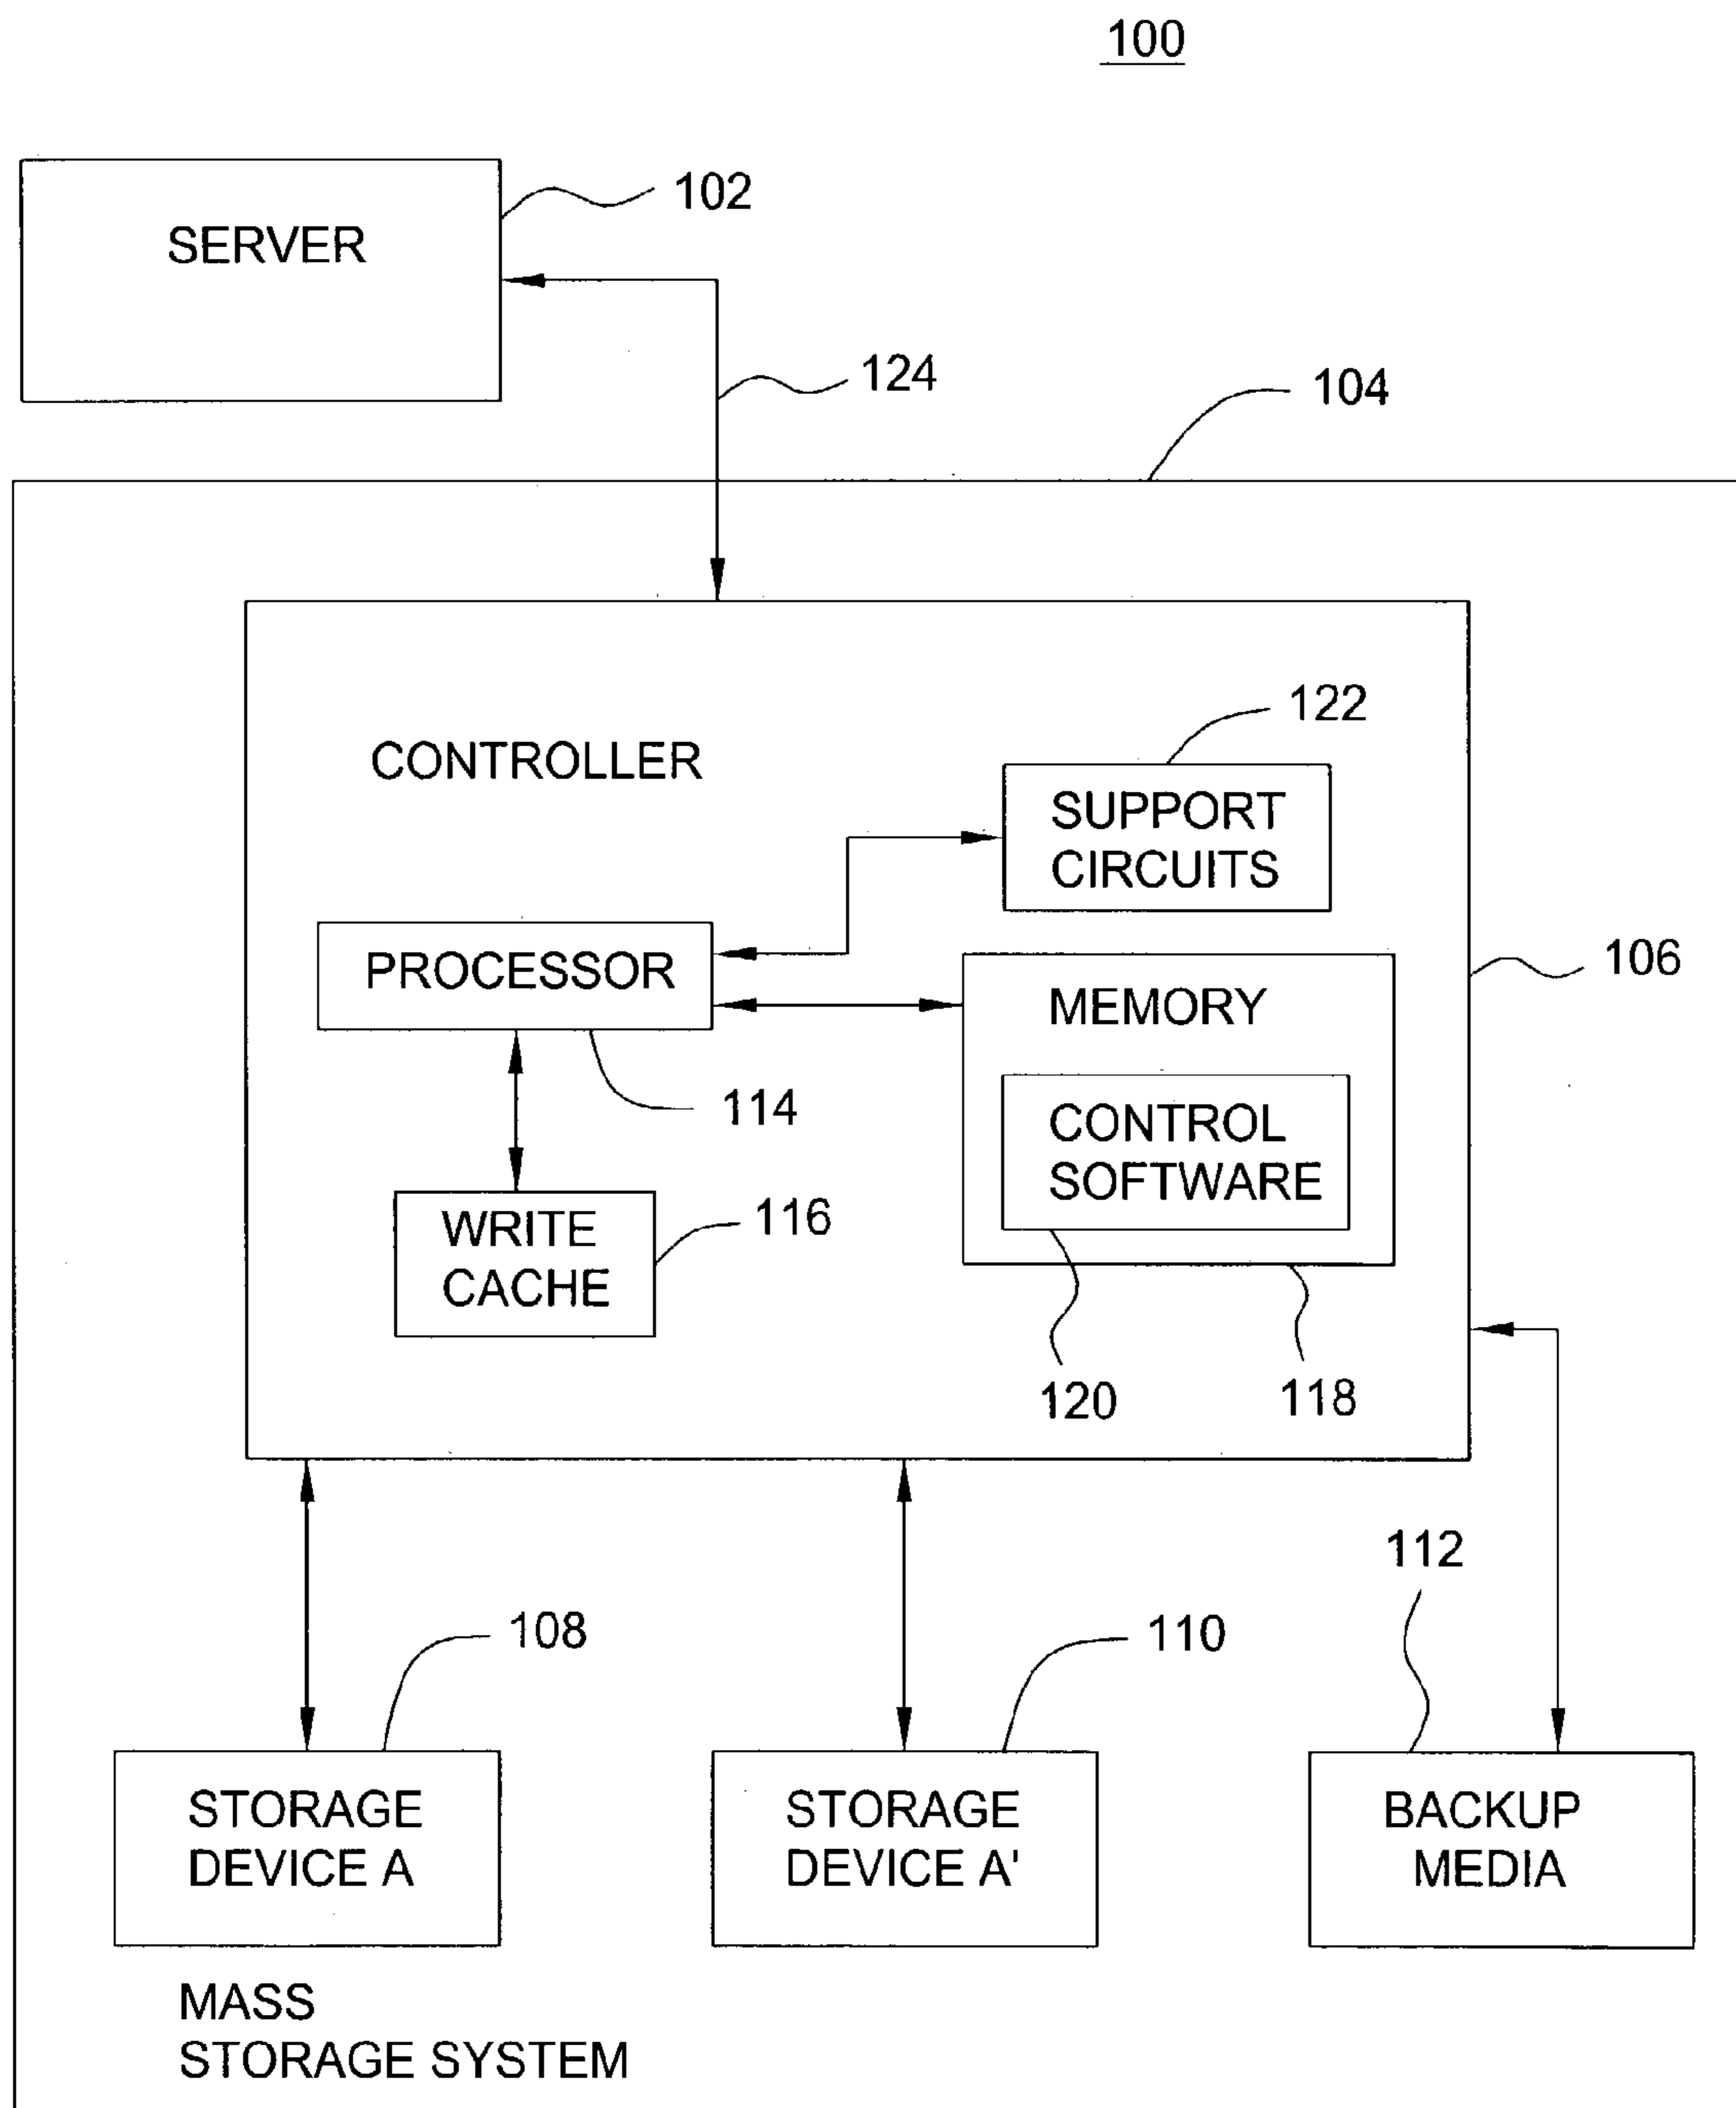 100
102
SERVER
124
104
122
CONTROLLER
SUPPORT
CIRCUITS
106
PROCESSOR
MEMORY
114
CONTROL
SOFTWARE
116
WRITE
CACHE
120
118
112
108
110
STORAGE
DEVICE A
STORAGE
DEVICE A'
BACKUP
MEDIA
MASS
STORAGE SYSTEM